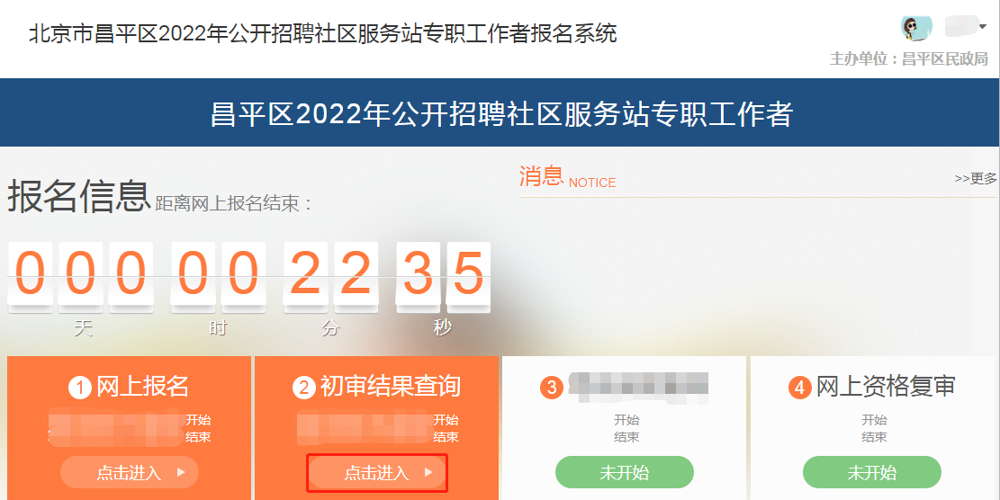 北京市昌平区2022年公开招聘社区服务站专职工作者报名系统
主办单位：昌平区民政局
昌平区2022年公开招聘社区服务站专职工作者
报名信息 距离网上报名结束：
消息 NOTICE
>>更多
000 00 22 35
天 时 分 秒
1 网上报名
开始
结束
点击进入
2 初审结果查询
开始
结束
点击进入
3
开始
结束
未开始
4 网上资格复审
开始
结束
未开始